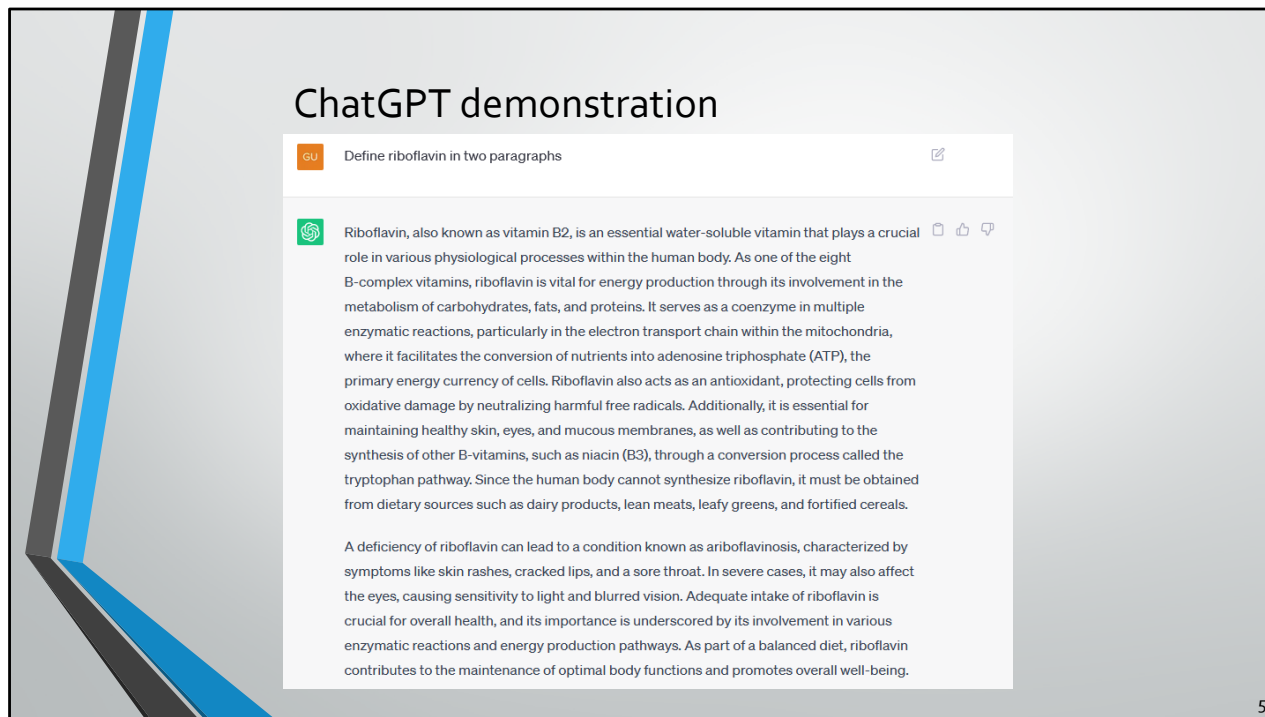 ChatGPT demonstration
GU
Define riboflavin in two paragraphs
Riboflavin, also known as vitamin B2, is an essential water-soluble vitamin that plays a crucial
role in various physiological processes within the human body. As one of the eight
B-complex vitamins, riboflavin is vital for energy production through its involvement in the
metabolism of carbohydrates, fats, and proteins. It serves as a coenzyme in multiple
enzymatic reactions, particularly in the electron transport chain within the mitochondria,
where it facilitates the conversion of nutrients into adenosine triphosphate (ATP), the
primary energy currency of cells. Riboflavin also acts as an antioxidant, protecting cells from
oxidative damage by neutralizing harmful free radicals. Additionally, it is essential for
maintaining healthy skin, eyes, and mucous membranes, as well as contributing to the
synthesis of other B-vitamins, such as niacin (B3), through a conversion process called the
tryptophan pathway. Since the human body cannot synthesize riboflavin, it must be obtained
from dietary sources such as dairy products, lean meats, leafy greens, and fortified cereals.
A deficiency of riboflavin can lead to a condition known as ariboflavinosis, characterized by
symptoms like skin rashes, cracked lips, and a sore throat. In severe cases, it may also affect
the eyes, causing sensitivity to light and blurred vision. Adequate intake of riboflavin is
crucial for overall health, and its importance is underscored by its involvement in various
enzymatic reactions and energy production pathways. As part of a balanced diet, riboflavin
contributes to the maintenance of optimal body functions and promotes overall well-being.
5